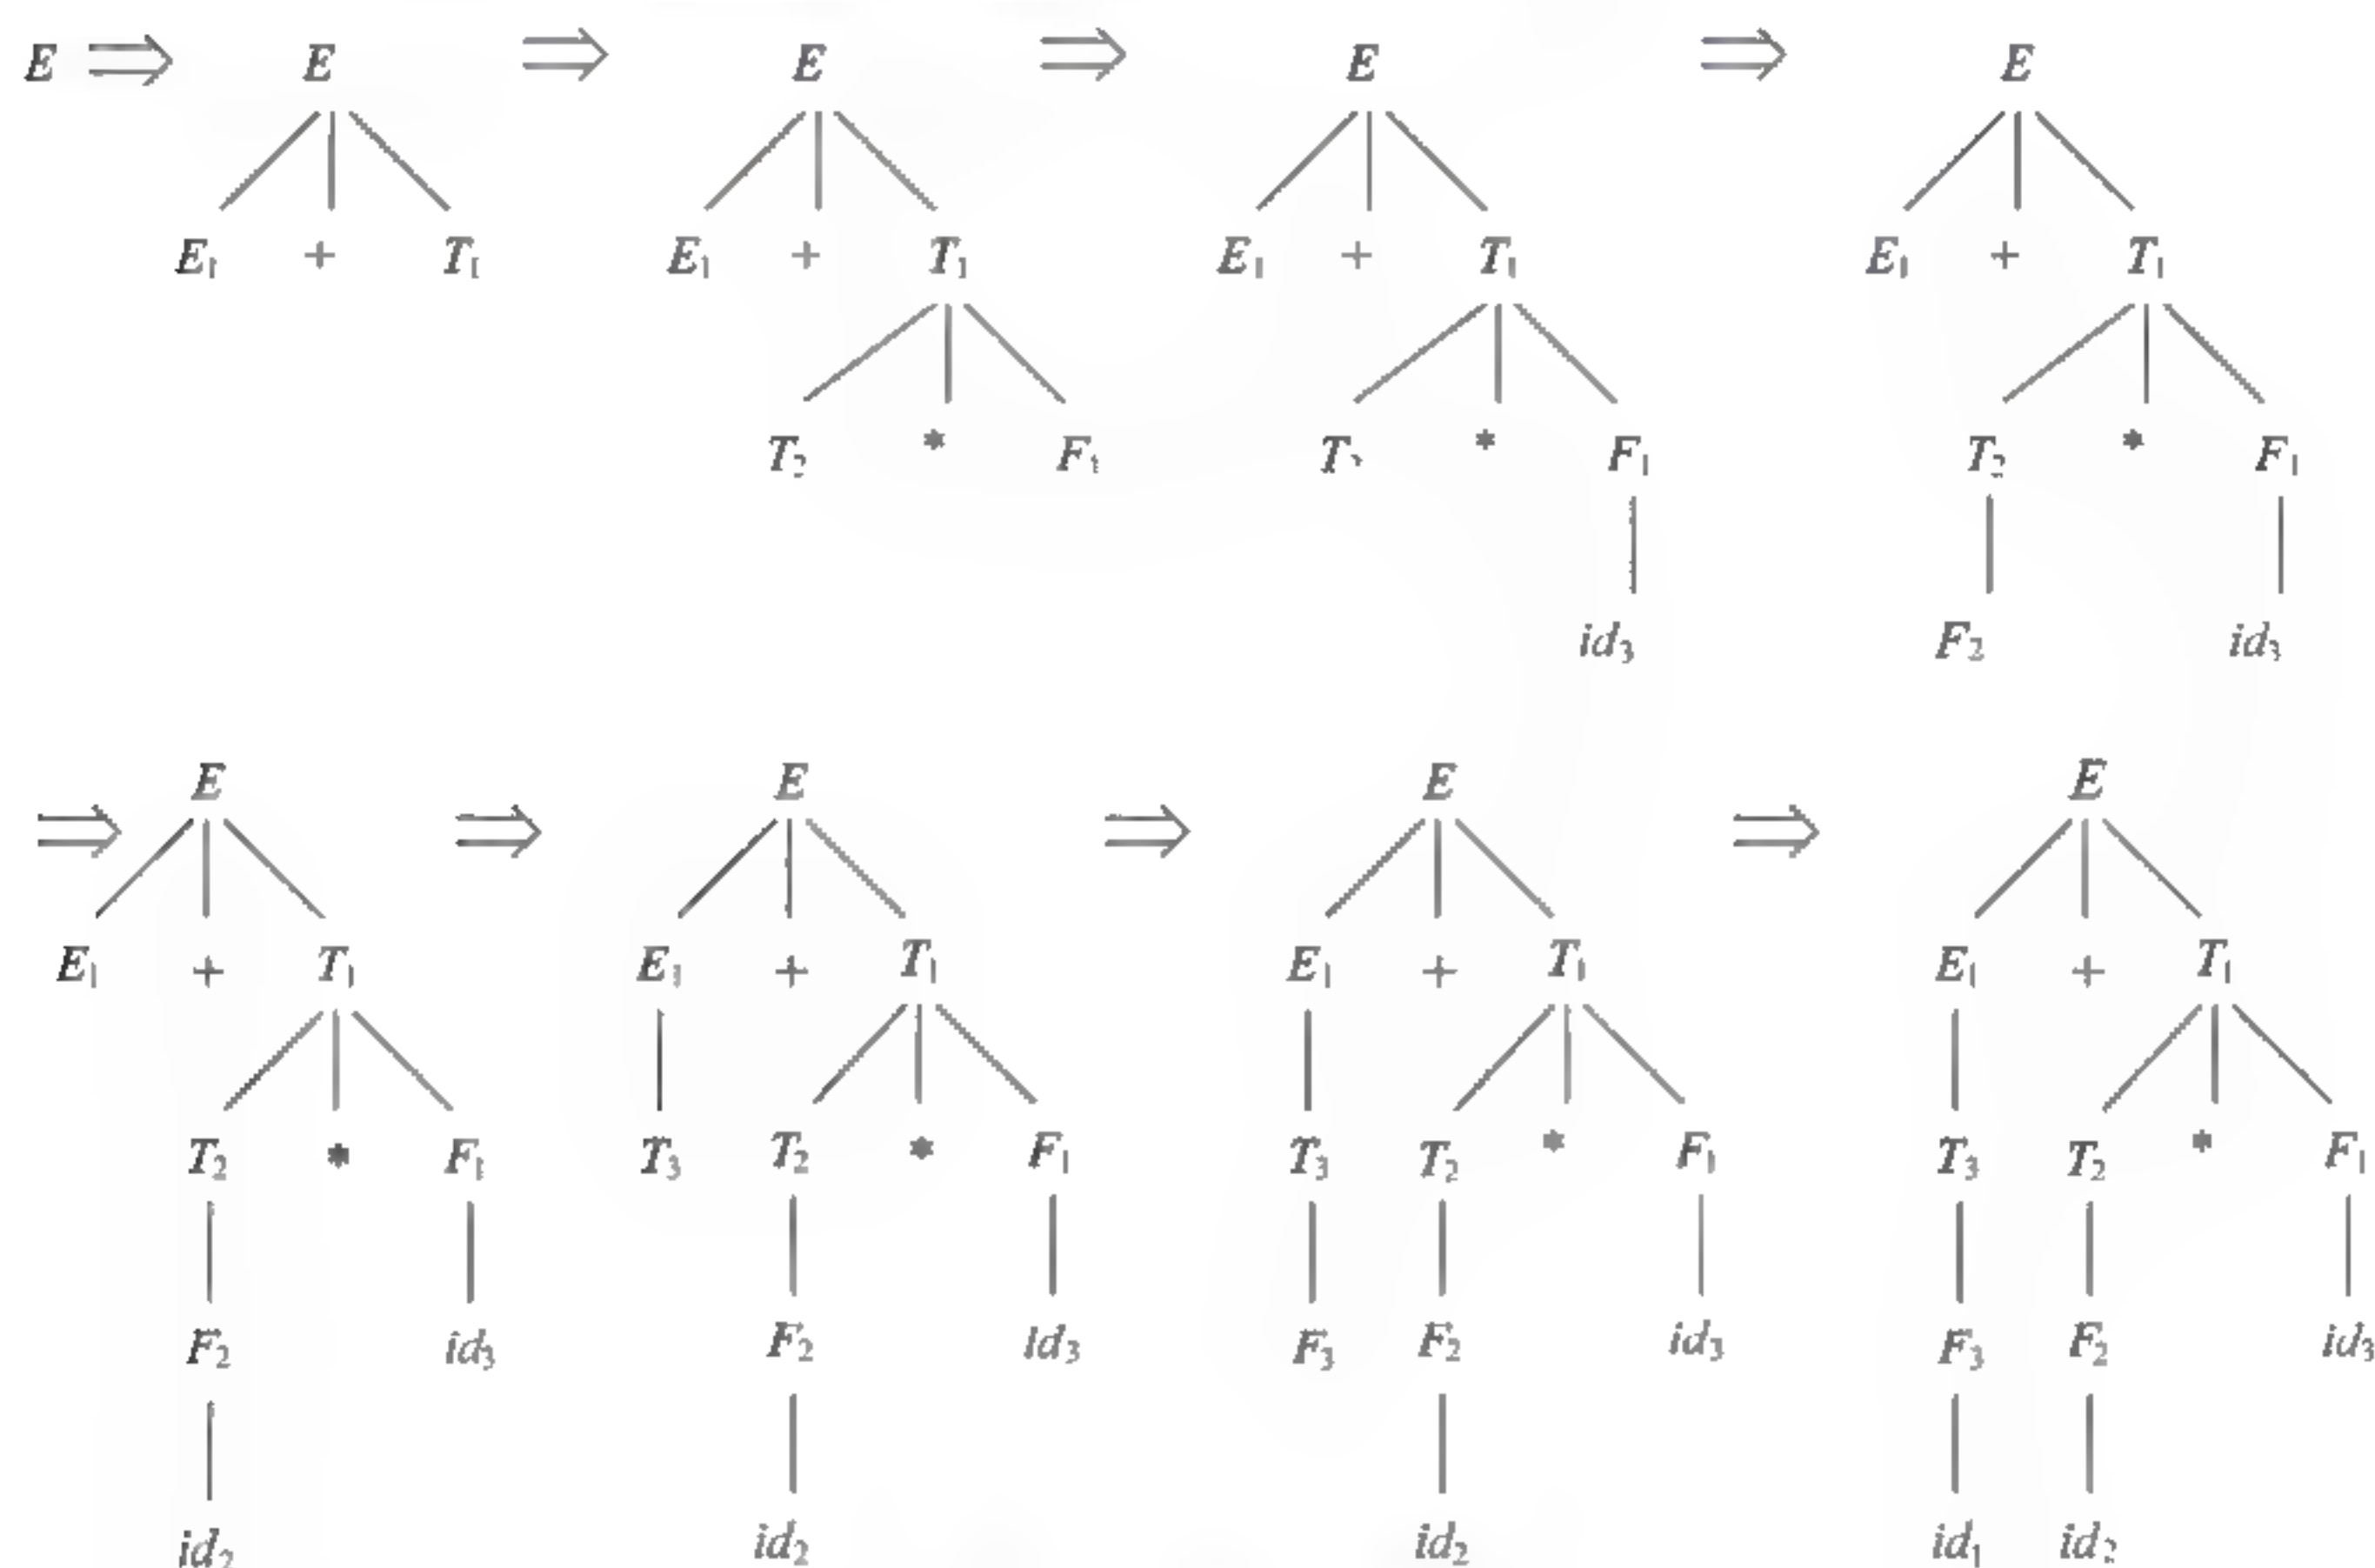 E ⇒ E ⇒ E ⇒ E ⇒ E
E₁ + T₁ E₁ + T₁ E₁ + T₁ E₁ + T₁
T₂ * F₁ T₂ * F₁ T₂ * F₁
id₃ F₂ id₃
⇒ E ⇒ E ⇒ E ⇒ E
E₁ + T₁ E₁ + T₁ E₁ + T₁ E₁ + T₁
T₂ * F₁ T₃ T₂ * F₁ T₃ T₂ * F₁ T₃ T₂ * F₁
F₂ id₃ F₂ id₃ F₃ F₂ id₃ F₃ F₂ id₃
id₂ id₂ id₂ id₁ id₂